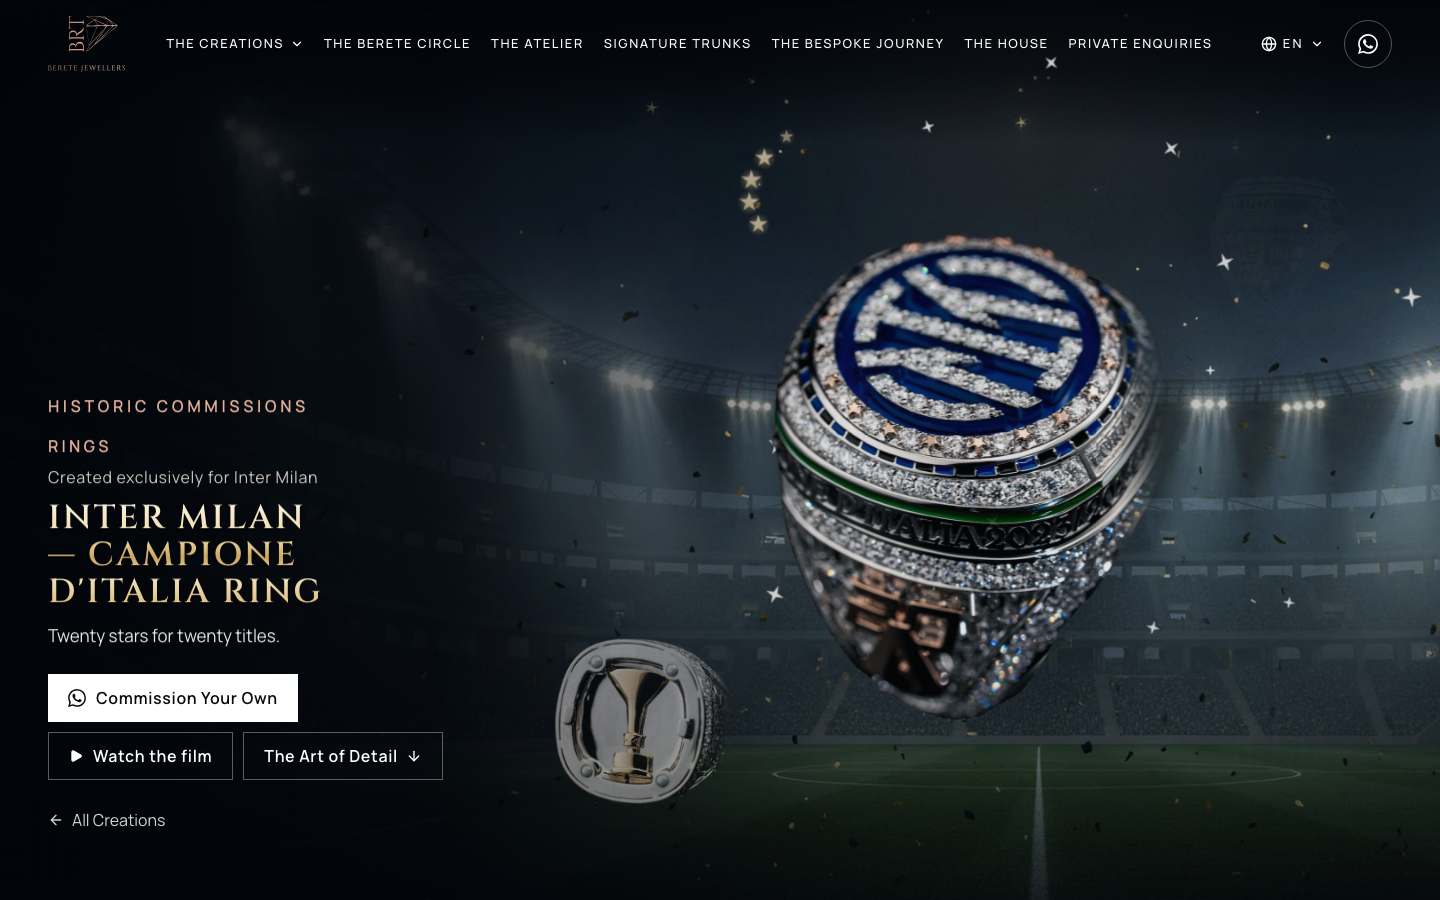 BRT
BERETE JEWELLERS
THE CREATIONS
THE BERETE CIRCLE
THE ATELIER
SIGNATURE TRUNKS
THE BESPOKE JOURNEY
THE HOUSE
PRIVATE ENQUIRIES
EN
HISTORIC COMMISSIONS
RINGS
Created exclusively for Inter Milan
INTER MILAN
— CAMPIONE
D'ITALIA RING
Twenty stars for twenty titles.
Commission Your Own
Watch the film
The Art of Detail
All Creations
D'ITALIA 2023